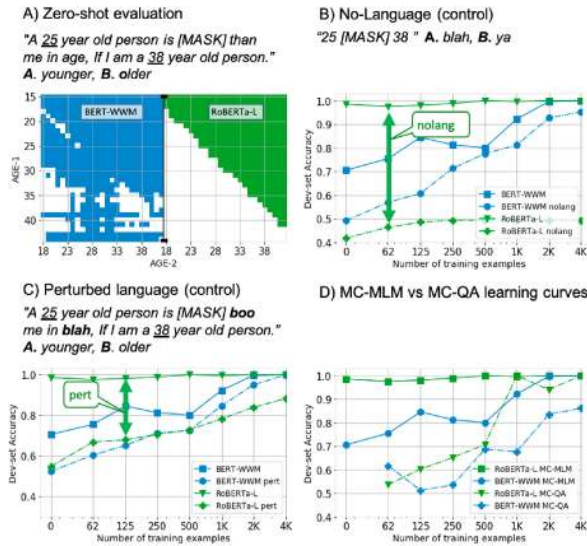 A) Zero-shot evaluation
"A 25 year old person is [MASK] than
me in age, If I am a 38 year old person."
A. younger, B. older
BERT-WWM
RoBERTa-L
AGE-1
15
20
25
30
35
40
18 23 28 33 38 18 23 28 33 38
AGE-2
B) No-Language (control)
"25 [MASK] 38 " A. blah, B. ya
Dev-set Accuracy
1.0
0.9
0.8
0.7
0.6
0.5
0.4
nolang
BERT-WWM
BERT-WWM nolang
RoBERTa-L
RoBERTa-L nolang
0 62 125 250 500 1K 2K 4K
Number of training examples
C) Perturbed language (control)
"A 25 year old person is [MASK] boo
me in blah, If I am a 38 year old person."
A. younger, B. older
Dev-set Accuracy
1.0
0.8
0.6
0.4
pert
BERT-WWM
BERT-WWM pert
RoBERTa-L
RoBERTa-L pert
0 62 125 250 500 1K 2K 4K
Number of training examples
D) MC-MLM vs MC-QA learning curves
Dev-set Accuracy
1.0
0.9
0.8
0.7
0.6
0.5
0.4
RoBERTa-L MC-MLM
BERT-WWM MC-MLM
RoBERTa-L MC-QA
BERT-WWM MC-QA
0 62 125 250 500 1K 2K 4K
Number of training examples